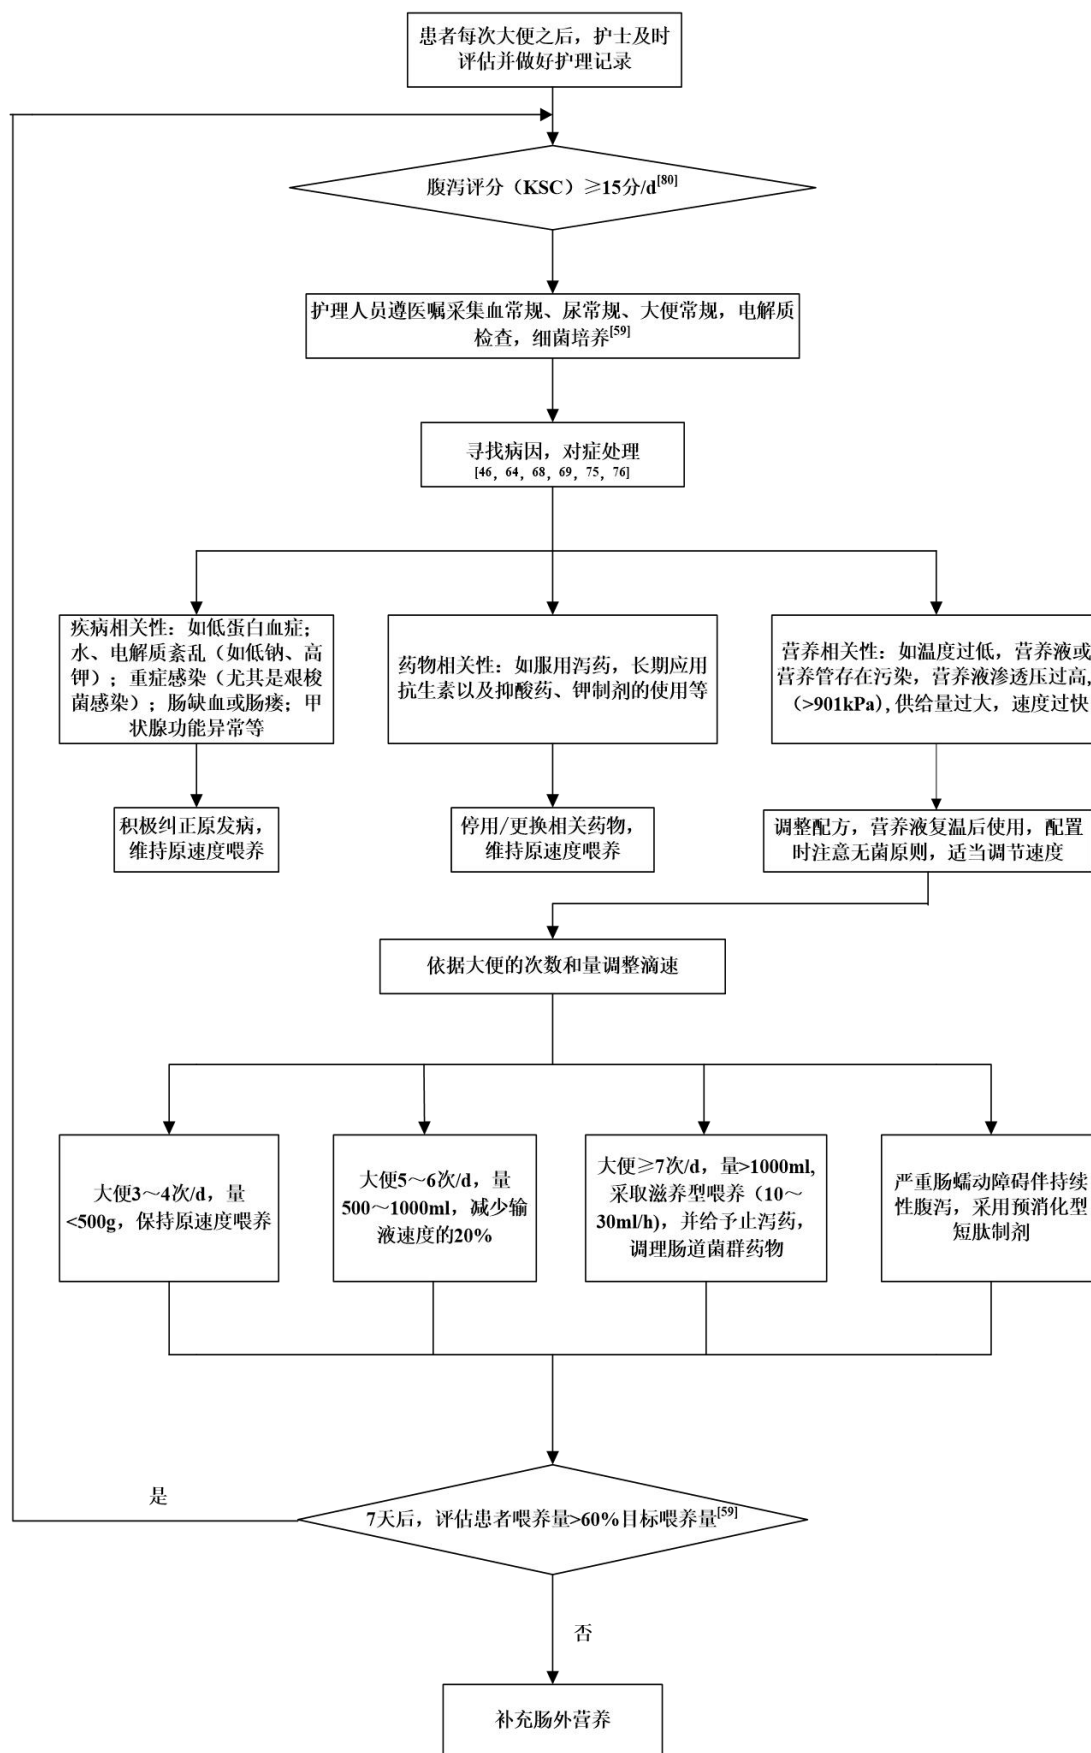 患者每次大便之后，护士及时
评估并做好护理记录
腹泻评分（KSC）≥15分/d[80]
护理人员遵医嘱采集血常规、尿常规、大便常规，电解质
检查，细菌培养[59]
寻找病因，对症处理
[46，64，68，69，75，76]
疾病相关性：如低蛋白血症；
水、电解质紊乱（如低钠、高
钾）；重症感染（尤其是艰梭
菌感染）；肠缺血或肠瘘；甲
状腺功能异常等
药物相关性：如服用泻药，长期应用
抗生素以及抑酸药、钾制剂的使用等
营养相关性：如温度过低，营养液或
营养管存在污染，营养液渗透压过高,
（>901kPa）, 供给量过大，速度过快
积极纠正原发病，
维持原速度喂养
停用/更换相关药物，
维持原速度喂养
调整配方，营养液复温后使用，配置
时注意无菌原则，适当调节速度
依据大便的次数和量调整滴速
大便3～4次/d，量
<500g，保持原速度喂养
大便5～6次/d，量
500～1000ml，减少输
液速度的20%
大便≥7次/d，量>1000ml,
采取滋养型喂养（10～
30ml/h)，并给予止泻药，
调理肠道菌群药物
严重肠蠕动障碍伴持续
性腹泻，采用预消化型
短肽制剂
是
7天后，评估患者喂养量>60%目标喂养量[59]
否
补充肠外营养